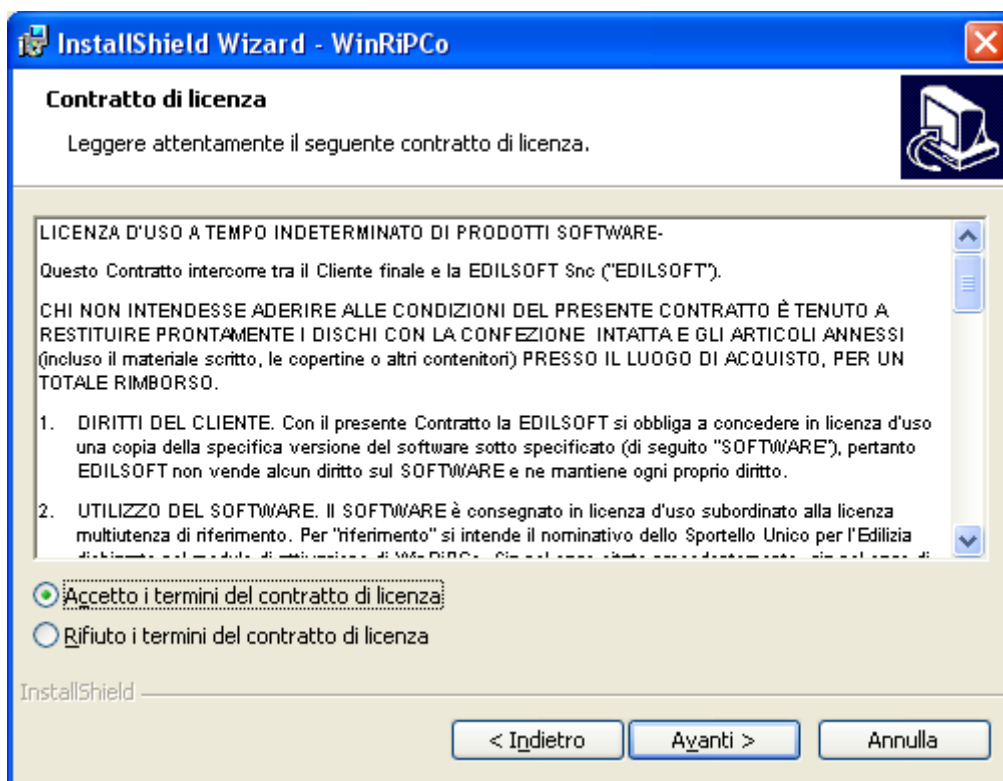 InstallShield Wizard - WinRiPCo
Contratto di licenza
Leggere attentamente il seguente contratto di licenza.
LICENZA D'USO A TEMPO INDETERMINATO DI PRODOTTI SOFTWARE-
Questo Contratto intercorre tra il Cliente finale e la EDILSOFT Snc ("EDILSOFT").
CHI NON INTENDESSE ADERIRE ALLE CONDIZIONI DEL PRESENTE CONTRATTO È TENUTO A
RESTITUIRE PRONTAMENTE I DISCHI CON LA CONFEZIONE INTATTA E GLI ARTICOLI ANNESSI
(incluso il materiale scritto, le copertine o altri contenitori) PRESSO IL LUOGO DI ACQUISTO, PER UN
TOTALE RIMBORSO.
1. DIRITTI DEL CLIENTE. Con il presente Contratto la EDILSOFT si obbliga a concedere in licenza d'uso
una copia della specifica versione del software sotto specificato (di seguito "SOFTWARE"), pertanto
EDILSOFT non vende alcun diritto sul SOFTWARE e ne mantiene ogni proprio diritto.
2. UTILIZZO DEL SOFTWARE. Il SOFTWARE è consegnato in licenza d'uso subordinato alla licenza
multiutenza di riferimento. Per "riferimento" si intende il nominativo dello Sportello Unico per l'Edilizia
Accetto i termini del contratto di licenza
Rifiuto i termini del contratto di licenza
InstallShield
< Indietro
Avanti >
Annulla